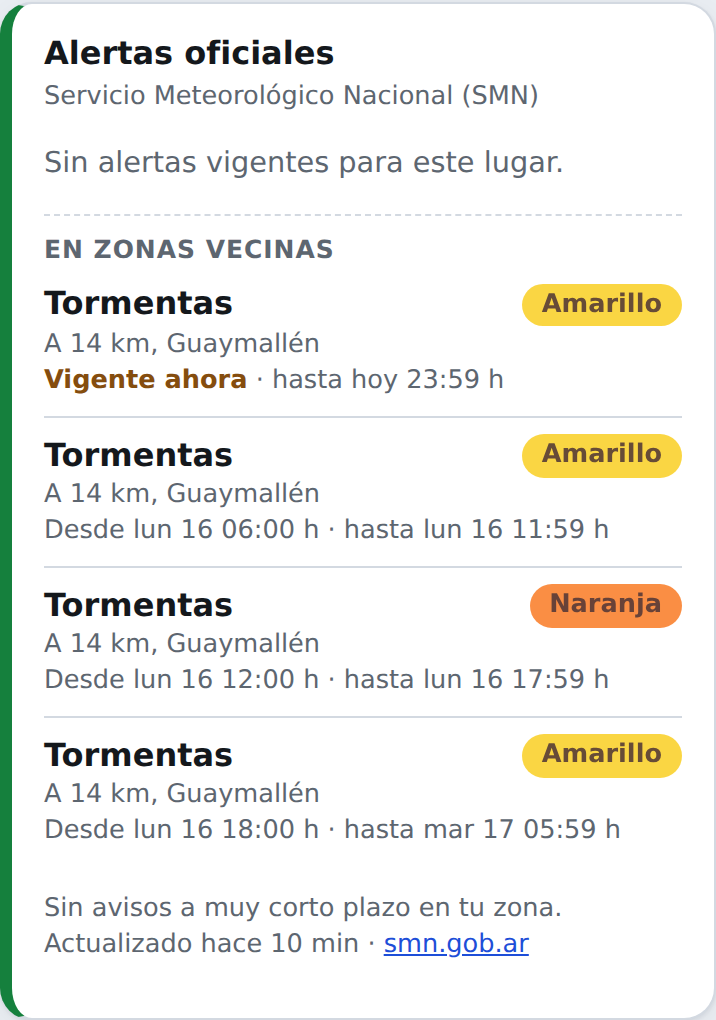 Alertas oficiales
Servicio Meteorológico Nacional (SMN)
Sin alertas vigentes para este lugar.
EN ZONAS VECINAS
Tormentas Amarillo
A 14 km, Guaymallén
Vigente ahora · hasta hoy 23:59 h
Tormentas Amarillo
A 14 km, Guaymallén
Desde lun 16 06:00 h · hasta lun 16 11:59 h
Tormentas Naranja
A 14 km, Guaymallén
Desde lun 16 12:00 h · hasta lun 16 17:59 h
Tormentas Amarillo
A 14 km, Guaymallén
Desde lun 16 18:00 h · hasta mar 17 05:59 h
Sin avisos a muy corto plazo en tu zona.
Actualizado hace 10 min · smn.gob.ar